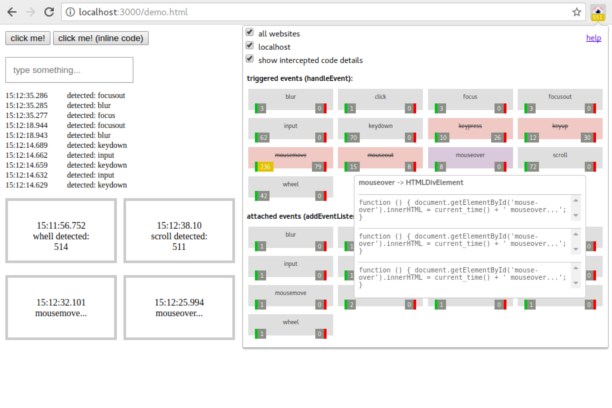 localhost:3000/demo.html
551
click me!
click me! (inline code)
type something...
15:12:35.286 detected: focusout
15:12:35.285 detected: blur
15:12:35.277 detected: focus
15:12:18.944 detected: focusout
15:12:18.943 detected: blur
15:12:14.689 detected: keydown
15:12:14.662 detected: input
15:12:14.659 detected: keydown
15:12:14.632 detected: input
15:12:14.629 detected: keydown
15:11:56.752
whell detected:
514
15:12:38.10
scroll detected:
511
15:12:32.101
mousemove...
15:12:25.994
mouseover...
all websites
localhost
show intercepted code details
help
triggered events (handleEvent):
blur click focus focusout
3 0 1 0 3 0 3 0
input keydown keypress keyup
62 0 70 0 10 26 12 30
mousemove mouseout mouseover scroll
336 79 15 8 8 0 22 0
wheel
42 0
mouseover -> HTMLDivElement
function () { document.getElementById('mouse-
over').innerHTML = current_time() + ' mouseover...';
}
function () { document.getElementById('mouse-
over').innerHTML = current_time() + ' mouseover...';
}
function () { document.getElementById('mouse-
over').innerHTML = current_time() + ' mouseover...';
}
attached events (addEventListe
blur
1
input
1
mousemove
1 0 2 0 1 0 1 0
wheel
1 0